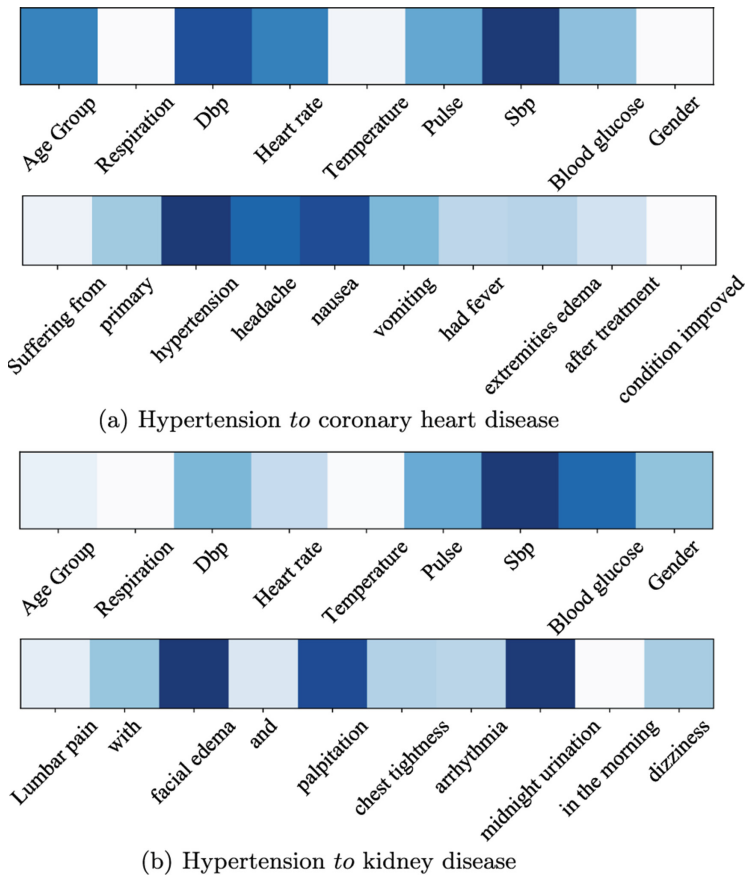 Age Group Respiration Dbp Heart rate Temperature Pulse Sbp Blood glucose Gender
Suffering from primary hypertension headache nausea vomiting had fever extremities edema after treatment condition improved
(a) Hypertension to coronary heart disease
Age Group Respiration Dbp Heart rate Temperature Pulse Sbp Blood glucose Gender
Lumbar pain with facial edema and palpitation chest tightness arrhythmia midnight urination in the morning dizziness
(b) Hypertension to kidney disease